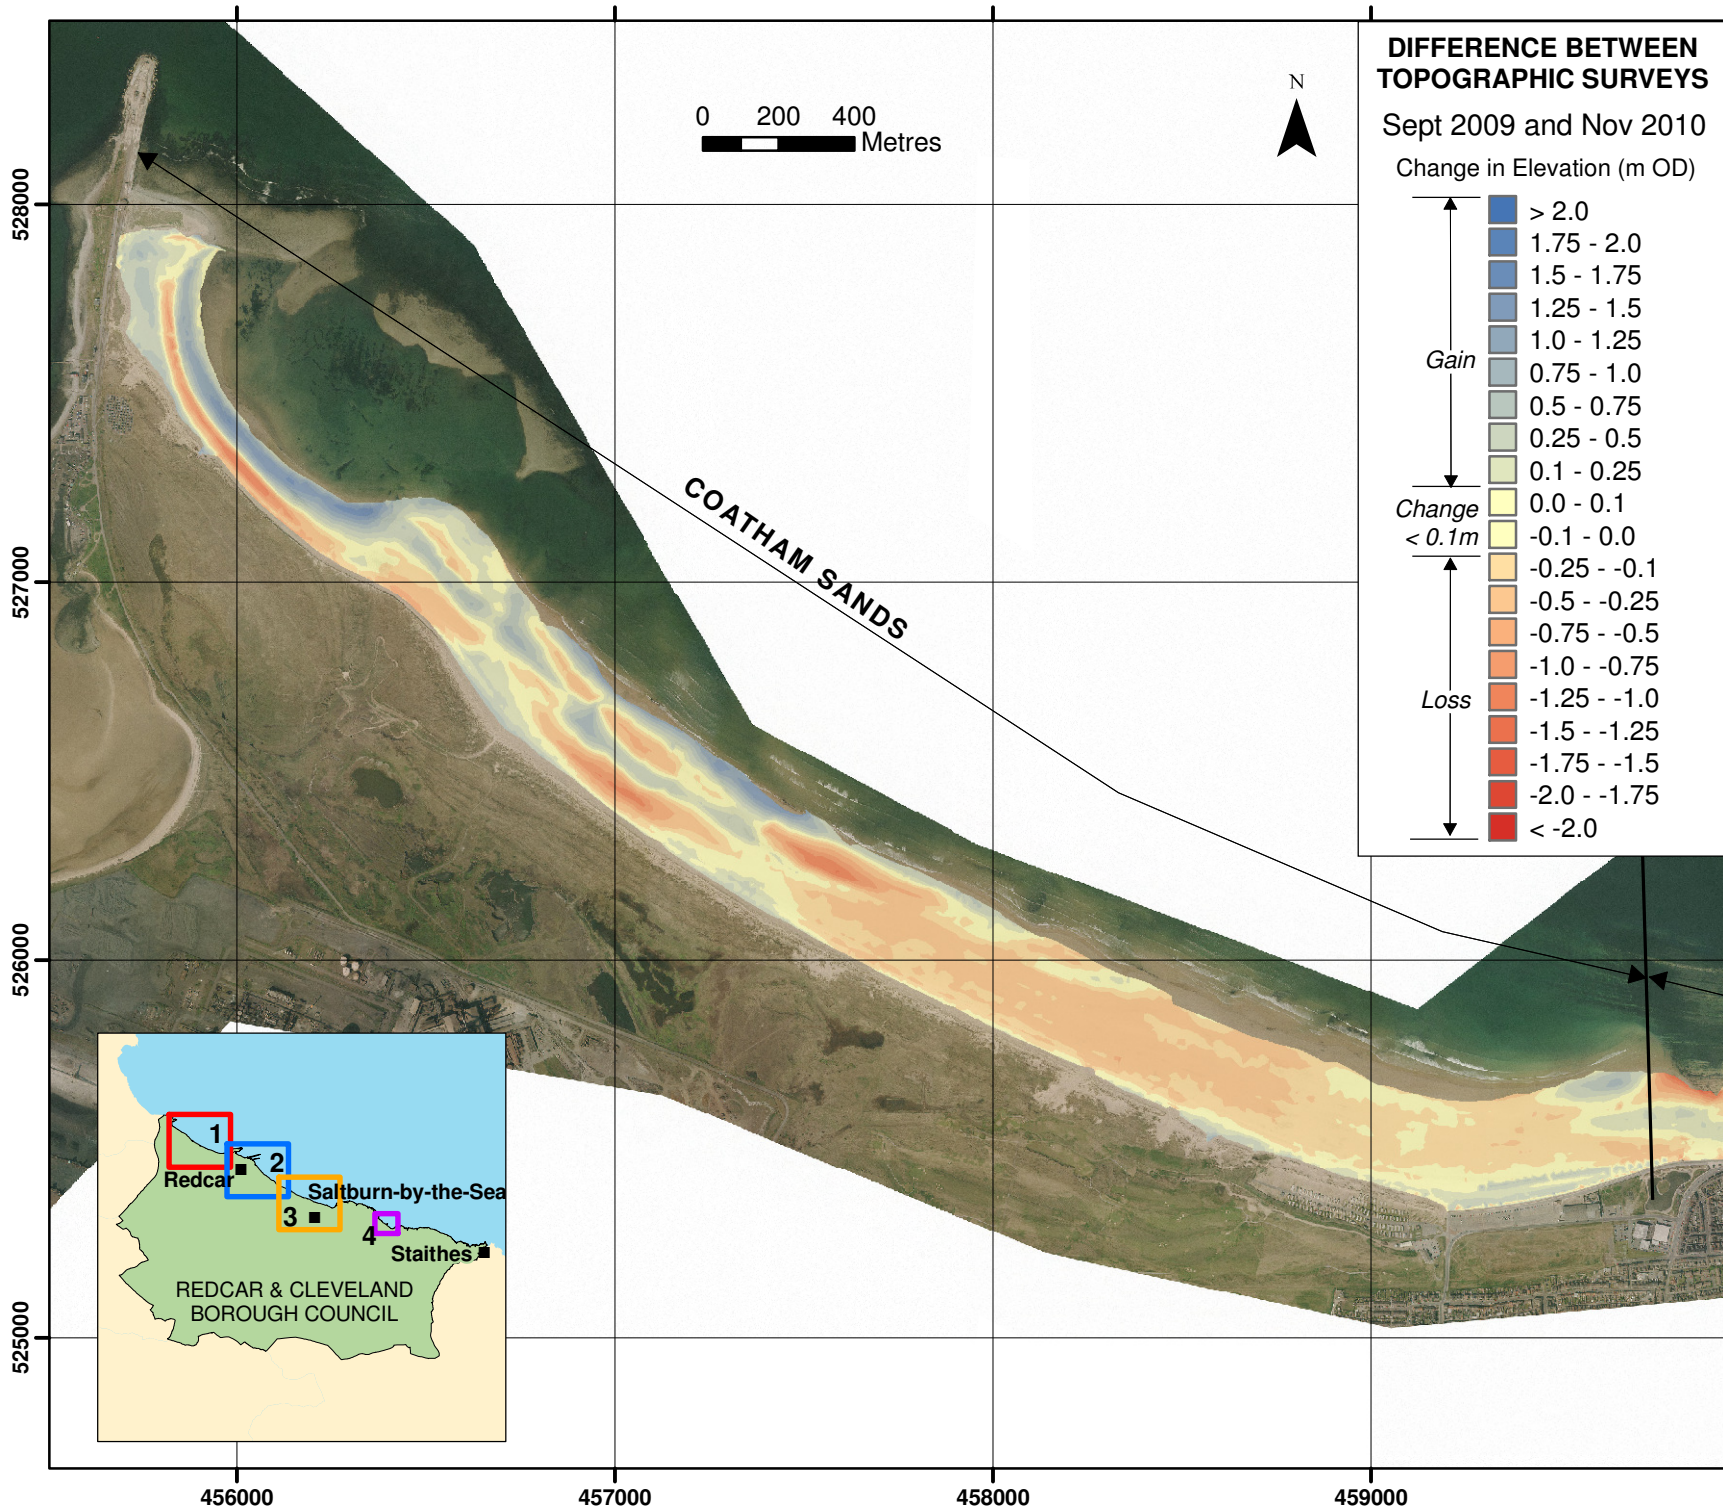 DIFFERENCE BETWEEN
TOPOGRAPHIC SURVEYS
Sept 2009 and Nov 2010
Change in Elevation (m OD)
Gain
> 2.0
1.75 - 2.0
1.5 - 1.75
1.25 - 1.5
1.0 - 1.25
0.75 - 1.0
0.5 - 0.75
0.25 - 0.5
0.1 - 0.25
Change
< 0.1m
0.0 - 0.1
-0.1 - 0.0
Loss
-0.25 - -0.1
-0.5 - -0.25
-0.75 - -0.5
-1.0 - -0.75
-1.25 - -1.0
-1.5 - -1.25
-1.75 - -1.5
-2.0 - -1.75
< -2.0
N
0 200 400
Metres
COATHAM SANDS
528000
527000
526000
525000
456000
457000
458000
459000
1
2
Redcar
Saltburn-by-the-Sea
3
4
Staithes
REDCAR & CLEVELAND
BOROUGH COUNCIL